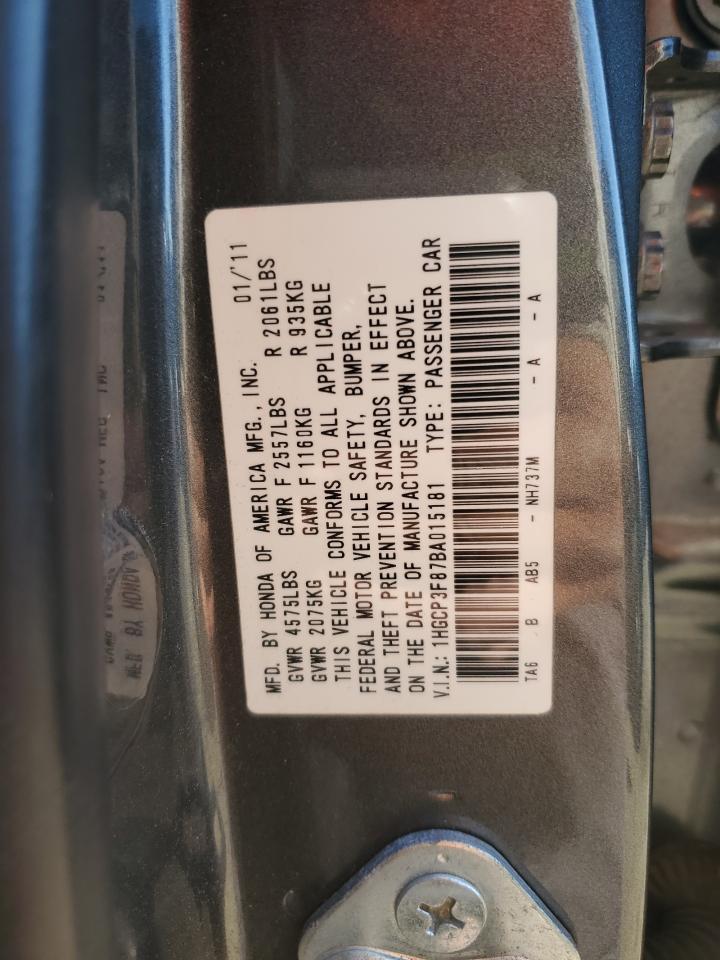 MFD. BY HONDA OF AMERICA MFG., INC. 01/'11
GVWR 4575LBS GAWR F 2557LBS R 2061LBS
GVWR 2075KG GAWR F 1160KG R 935KG
THIS VEHICLE CONFORMS TO ALL APPLICABLE
FEDERAL MOTOR VEHICLE SAFETY, BUMPER,
AND THEFT PREVENTION STANDARDS IN EFFECT
ON THE DATE OF MANUFACTURE SHOWN ABOVE.
V.I.N.: 1HGCP3F87BA015181 TYPE: PASSENGER CAR
TA6 B AB5 - NH737M - A - A